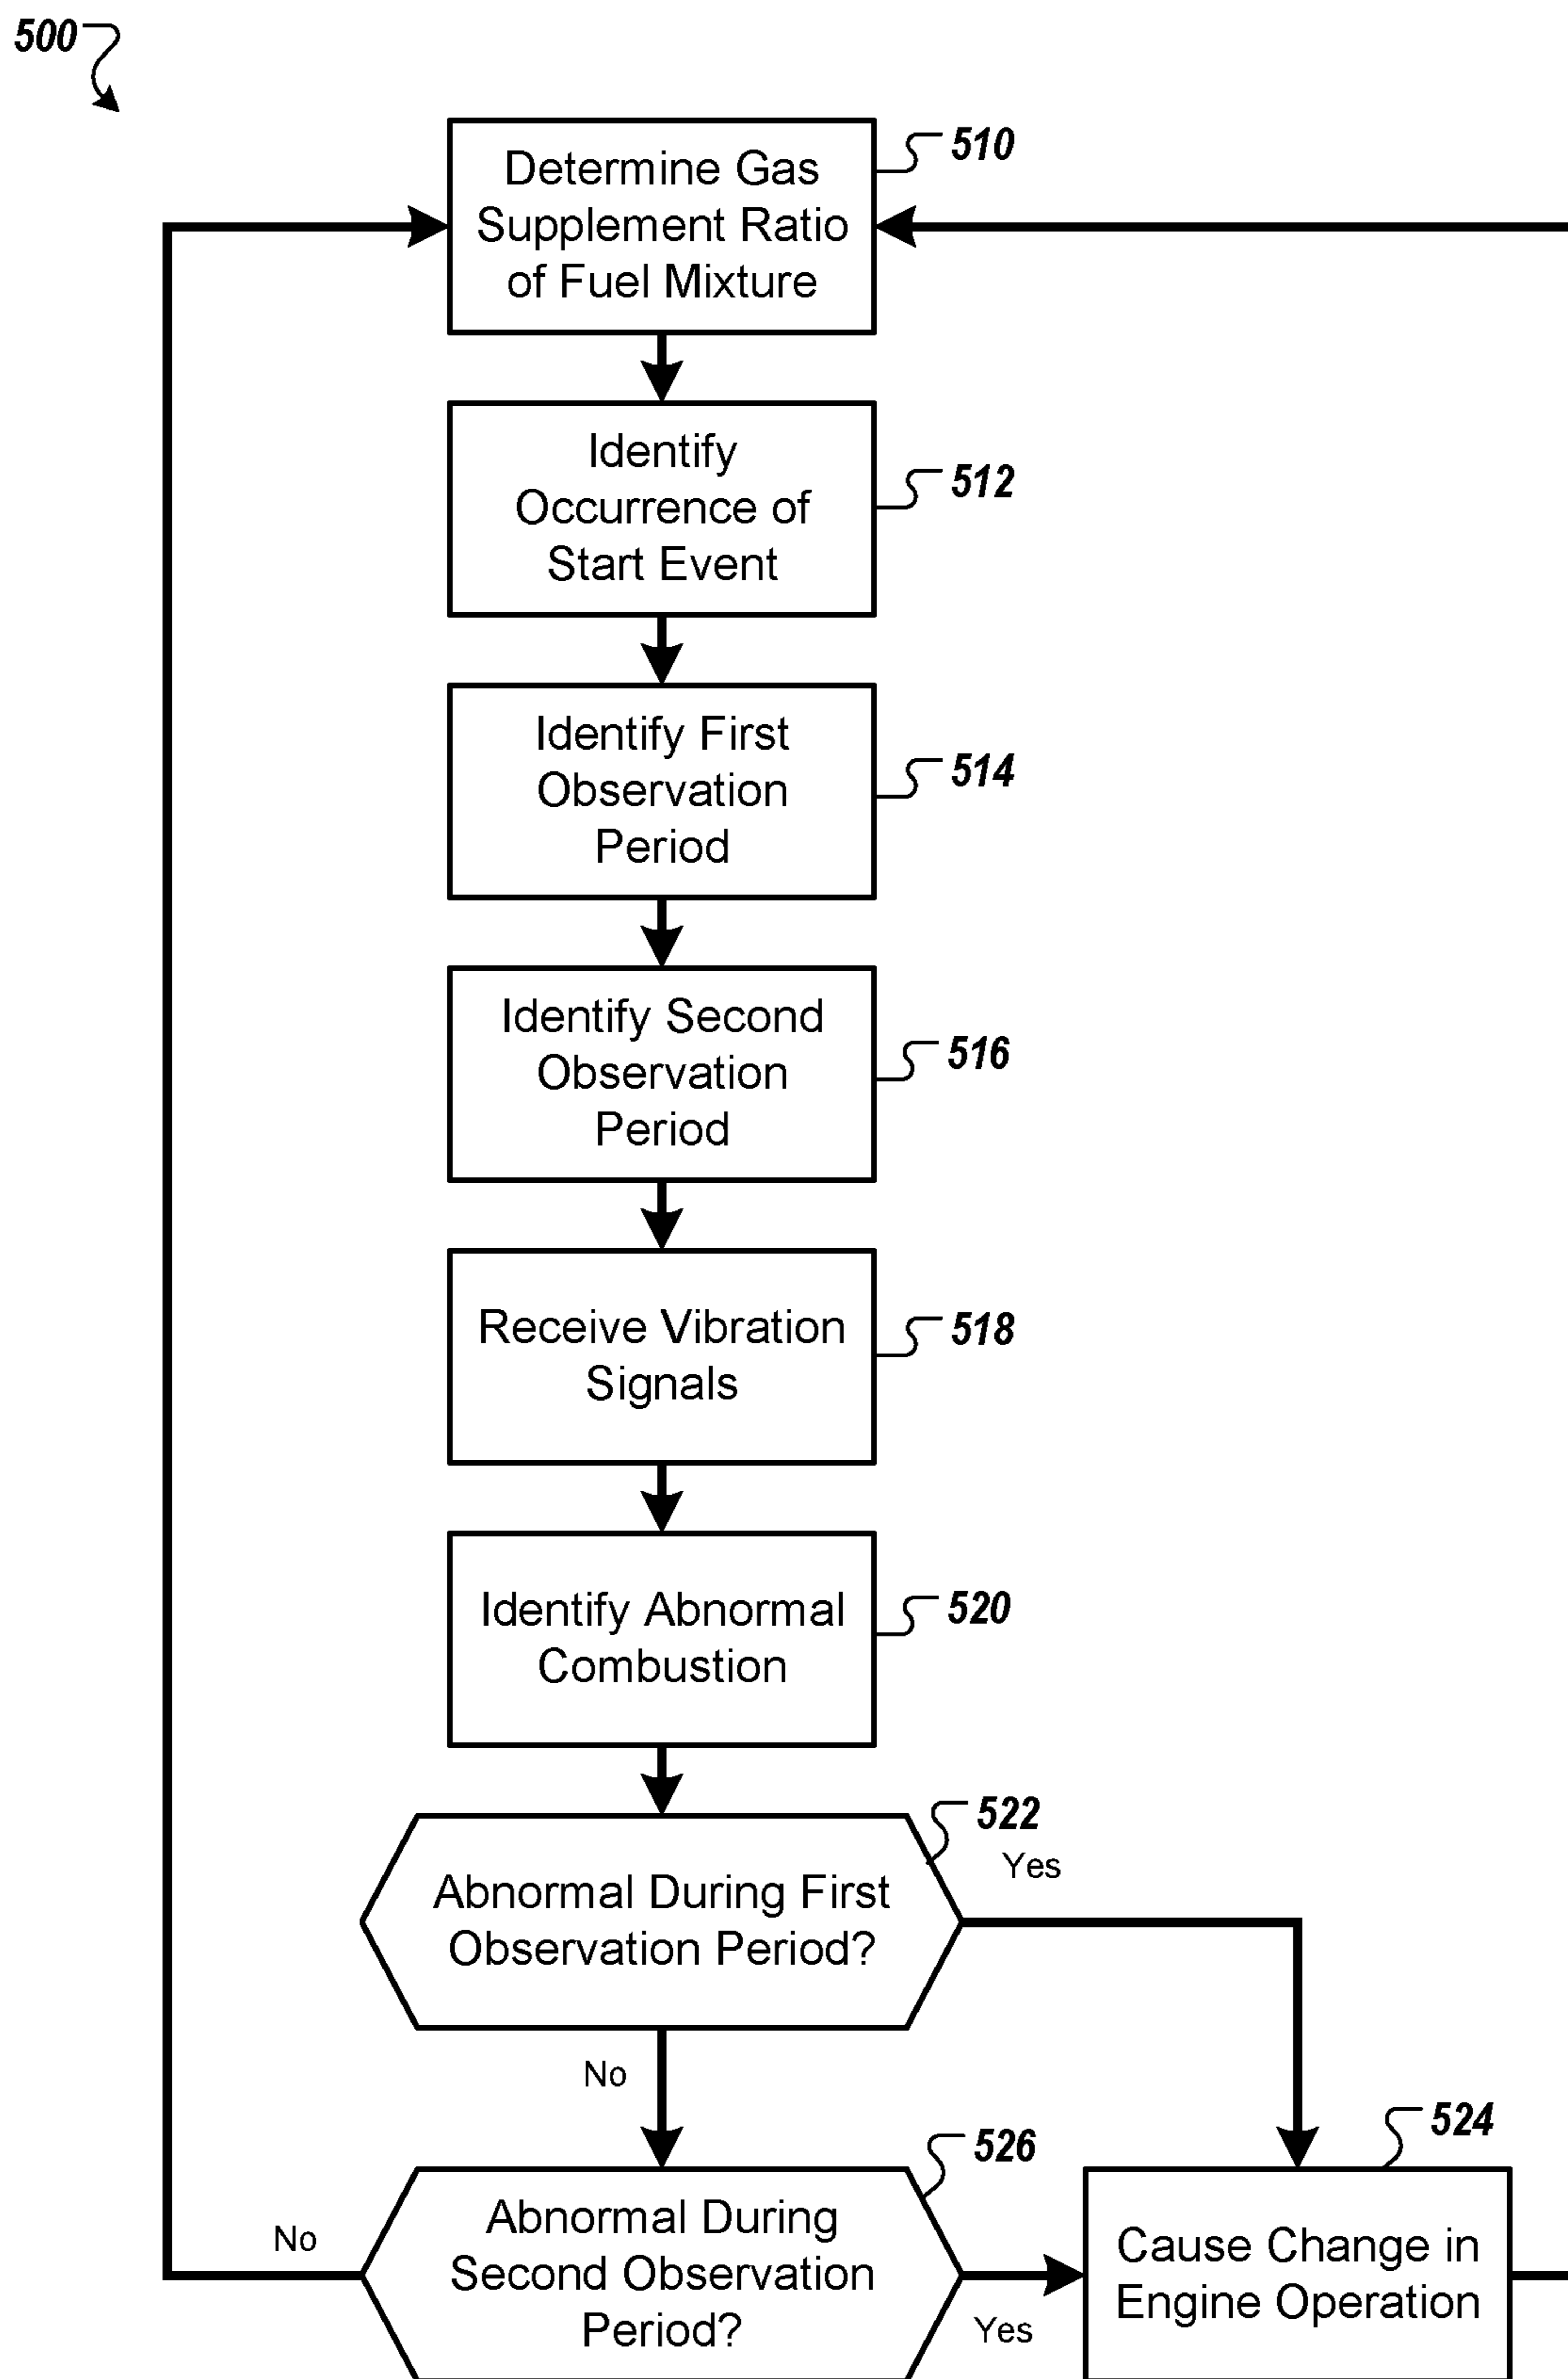 500
Determine Gas
Supplement Ratio
of Fuel Mixture
510
Identify
Occurrence of
Start Event
512
Identify First
Observation
Period
514
Identify Second
Observation
Period
516
Receive Vibration
Signals
518
Identify Abnormal
Combustion
520
Abnormal During First
Observation Period?
522
Yes
No
Abnormal During
Second Observation
Period?
526
No
Yes
Cause Change in
Engine Operation
524